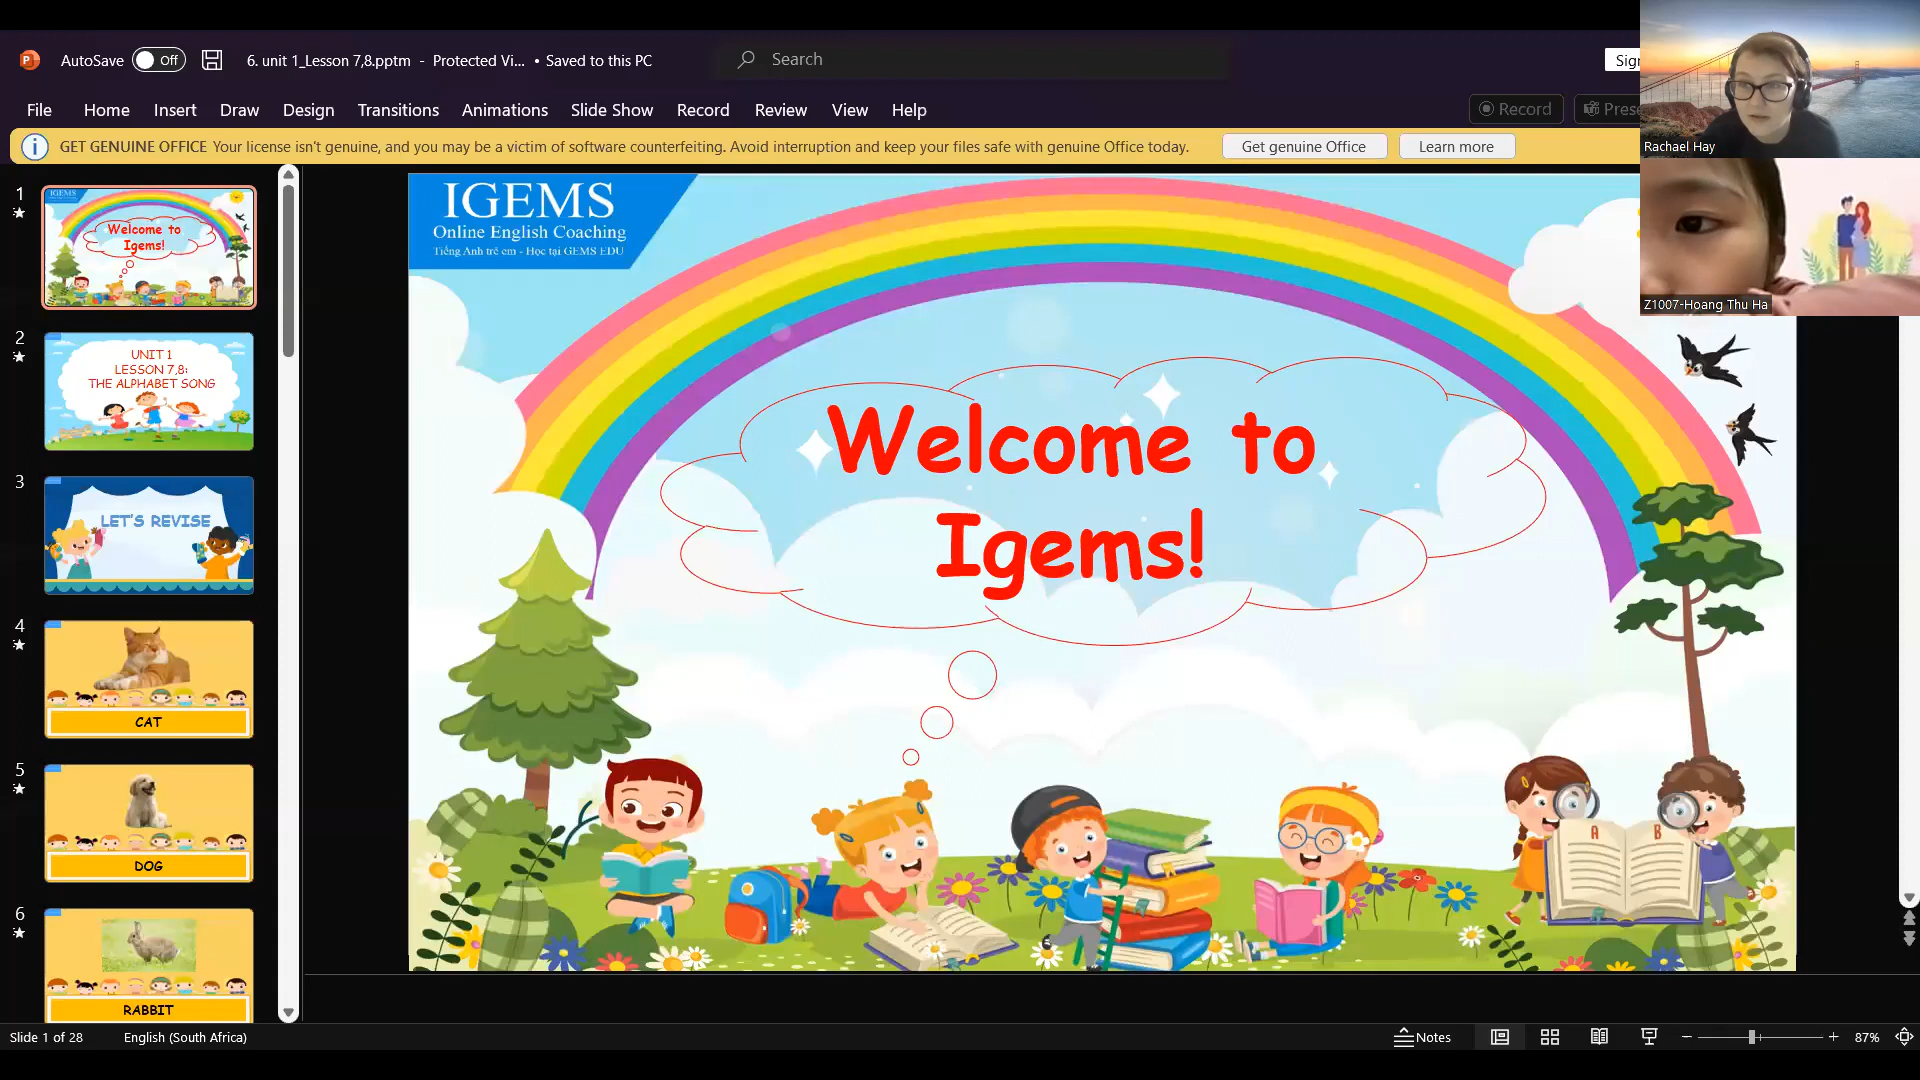 AutoSave Off 6. unit 1_Lesson 7,8.pptm - Protected Vi... • Saved to this PC Search Sign
File Home Insert Draw Design Transitions Animations Slide Show Record Review View Help Record Prese
GET GENUINE OFFICE Your license isn't genuine, and you may be a victim of software counterfeiting. Avoid interruption and keep your files safe with genuine Office today. Get genuine Office Learn more
Rachael Hay
Z1007-Hoang Thu Ha
1
Welcome to
Igems!
2
UNIT 1
LESSON 7,8:
THE ALPHABET SONG
3
LET'S REVISE
4
CAT
5
DOG
6
RABBIT
IGEMS
Online English Coaching
Tiếng Anh trẻ em - Học tại GEMS EDU
Welcome to
Igems!
A B
Slide 1 of 28 English (South Africa) Notes 87%